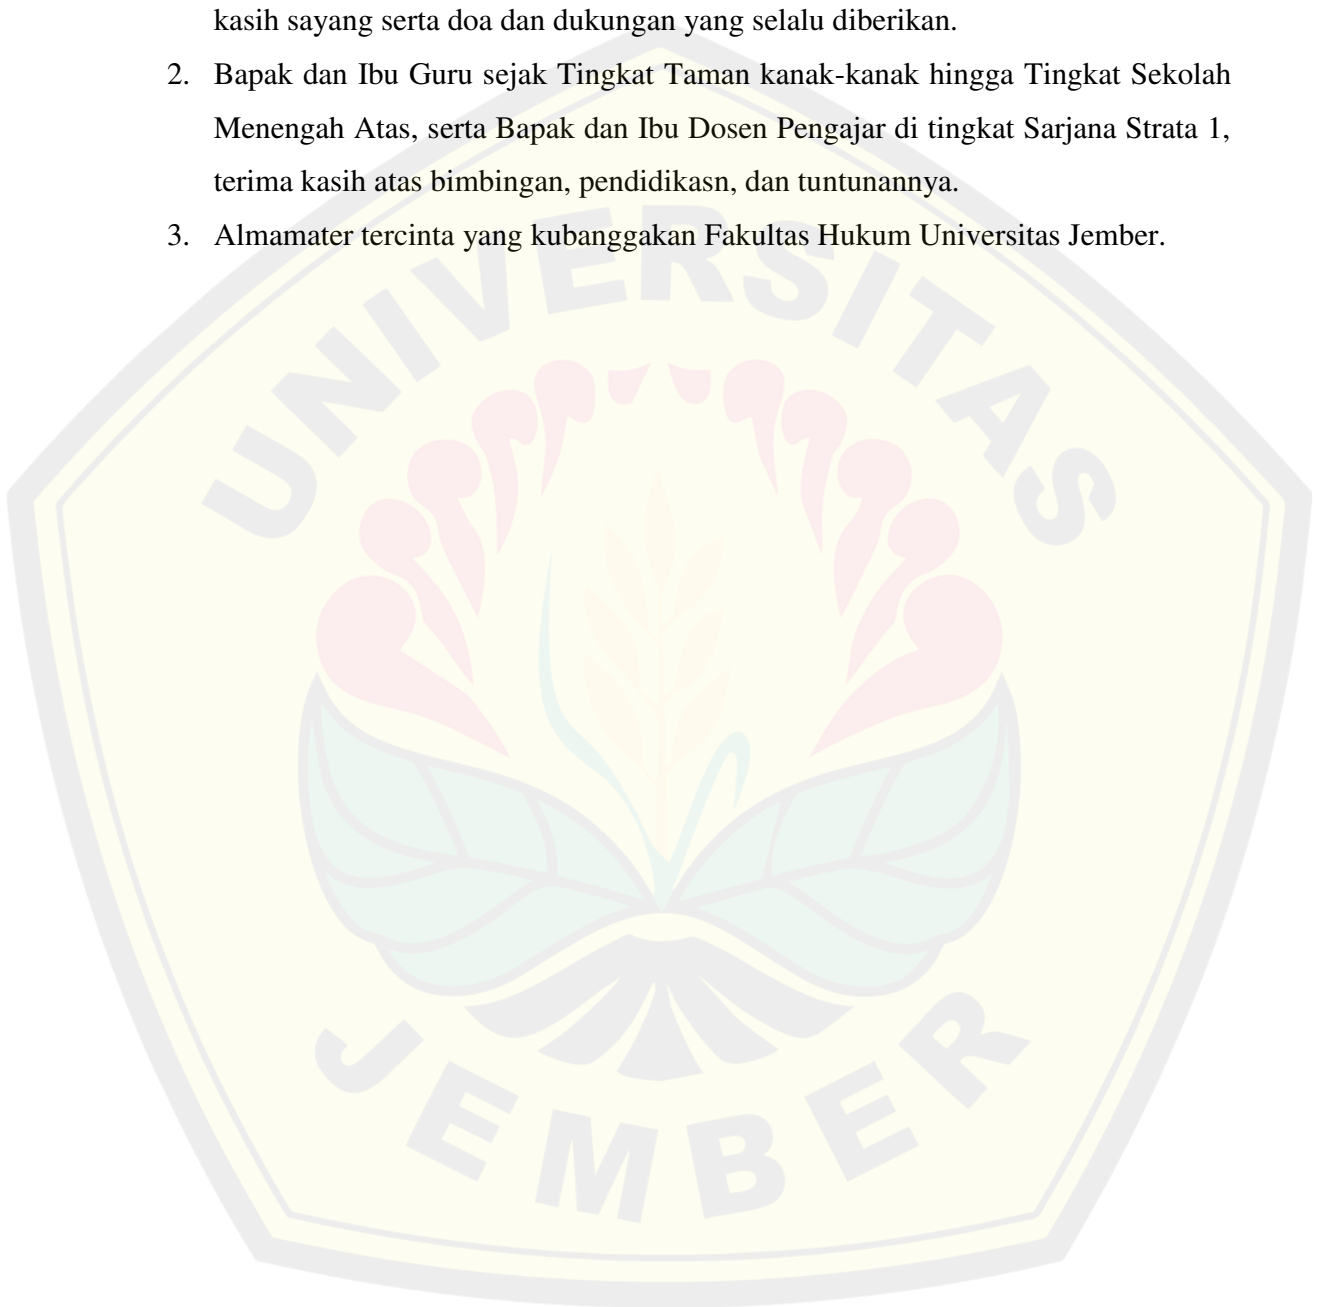 kasih sayang serta doa dan dukungan yang selalu diberikan.
2. Bapak dan Ibu Guru sejak Tingkat Taman kanak-kanak hingga Tingkat Sekolah
Menengah Atas, serta Bapak dan Ibu Dosen Pengajar di tingkat Sarjana Strata 1,
terima kasih atas bimbingan, pendidikasn, dan tuntunannya.
3. Almamater tercinta yang kubanggakan Fakultas Hukum Universitas Jember.
UNIVERSITAS
JEMBER